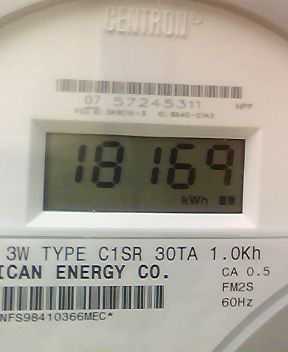 CENTRON®
07 57245311 HPP
18169
kWh
3W TYPE C1SR 30TA 1.0Kh
ICAN ENERGY CO. CA 0.5
FM2S
60Hz
NFS98410366MEC*